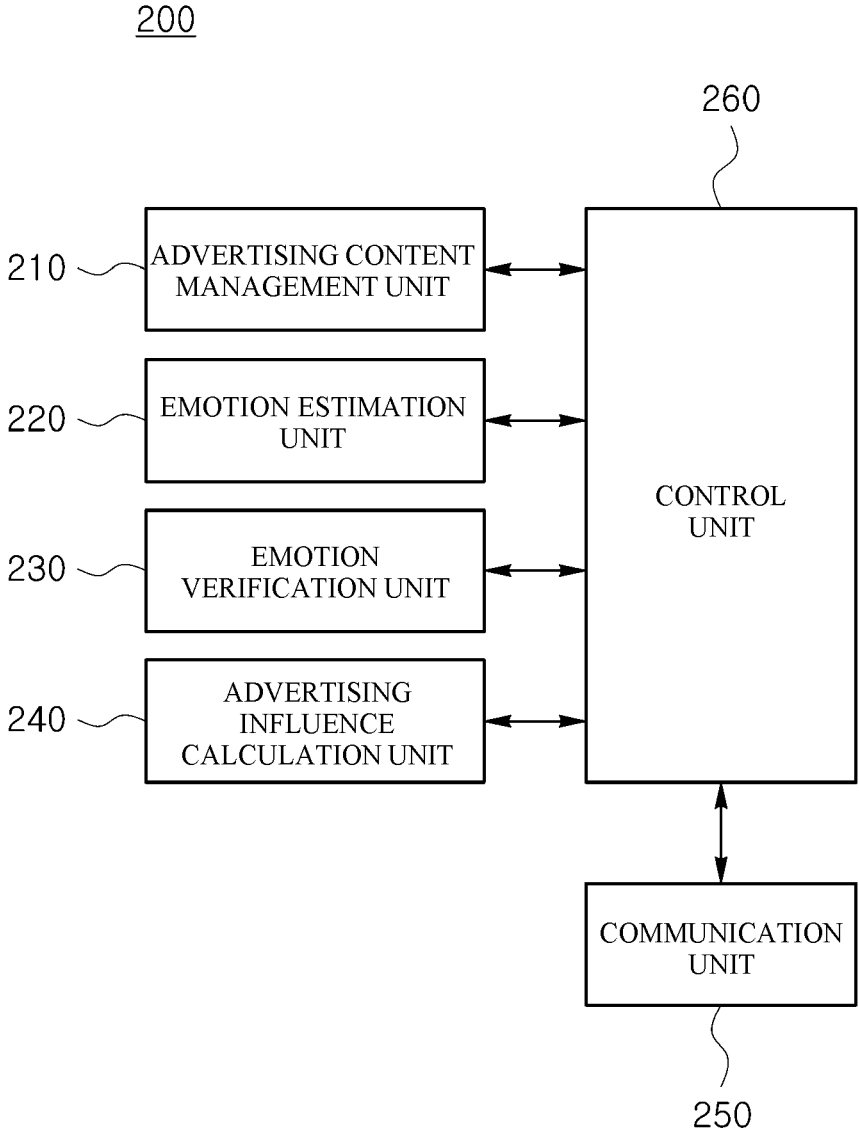 200
260
210
ADVERTISING CONTENT
MANAGEMENT UNIT
220
EMOTION ESTIMATION
UNIT
CONTROL
UNIT
230
EMOTION
VERIFICATION UNIT
240
ADVERTISING
INFLUENCE
CALCULATION UNIT
COMMUNICATION
UNIT
250